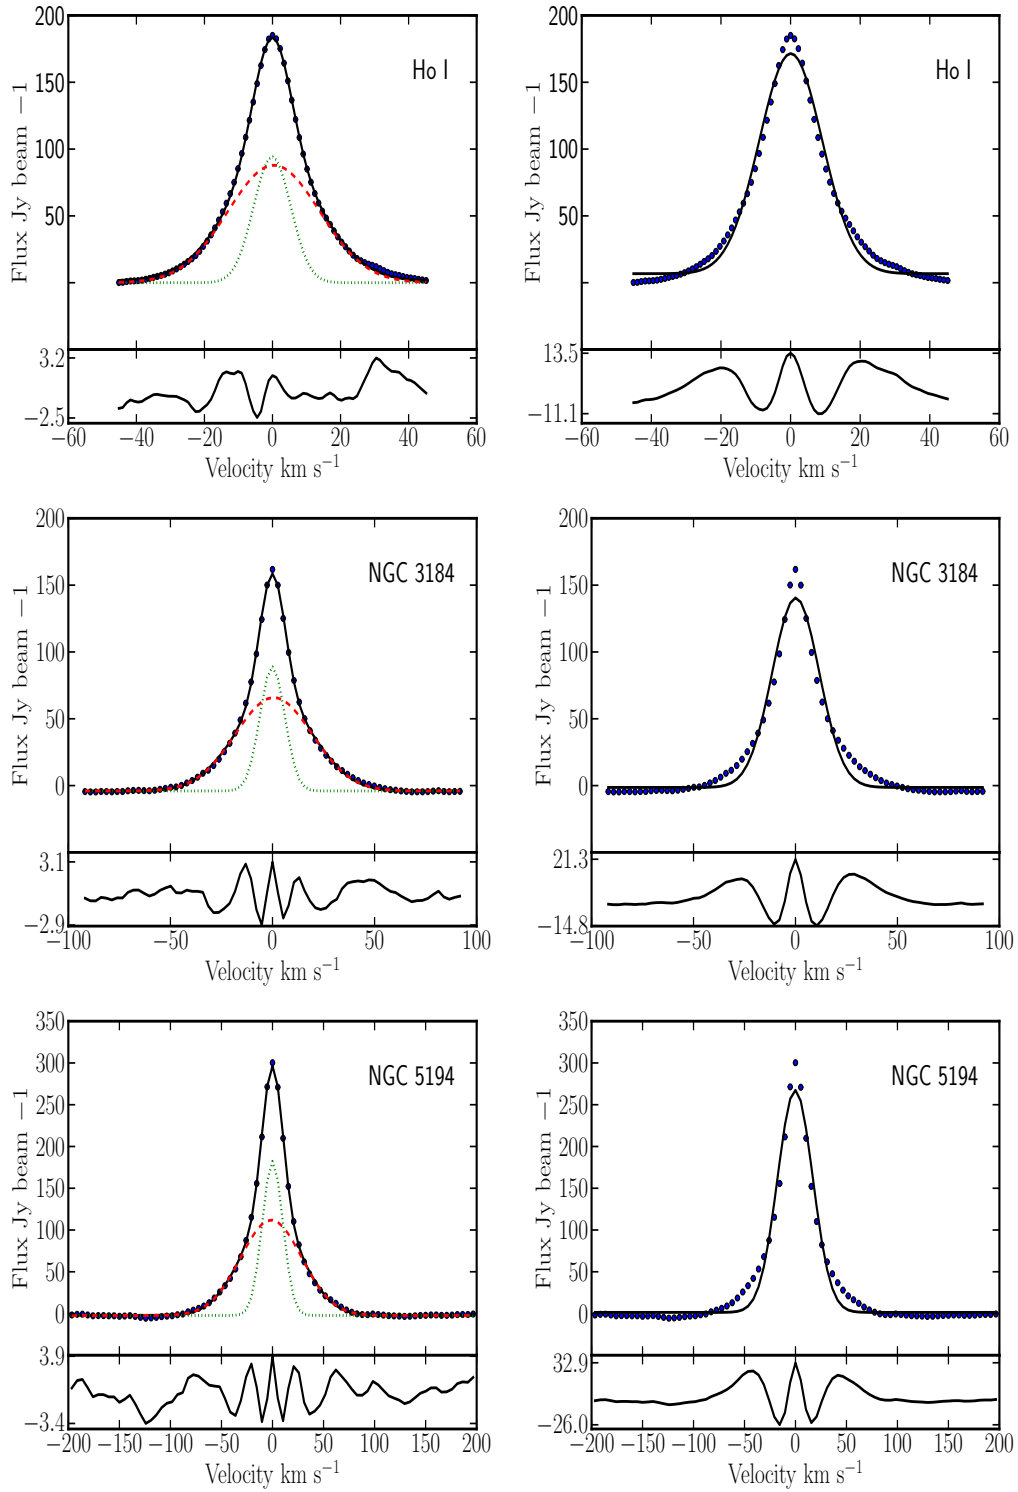 200
150
100
50
Flux Jy beam −1
Ho I
3.2
−2.5
−60 −40 −20 0 20 40 60
Velocity km s−1
200
150
100
50
Flux Jy beam −1
Ho I
13.5
−11.1
−60 −40 −20 0 20 40 60
Velocity km s−1
200
150
100
50
0
Flux Jy beam −1
NGC 3184
3.1
−2.9
−100 −50 0 50 100
Velocity km s−1
200
150
100
50
0
Flux Jy beam −1
NGC 3184
21.3
−14.8
−100 −50 0 50 100
Velocity km s−1
350
300
250
200
150
100
50
0
Flux Jy beam −1
NGC 5194
3.9
−3.4
−200 −150 −100 −50 0 50 100 150 200
Velocity km s−1
350
300
250
200
150
100
50
0
Flux Jy beam −1
NGC 5194
32.9
−26.0
−200 −150 −100 −50 0 50 100 150 200
Velocity km s−1